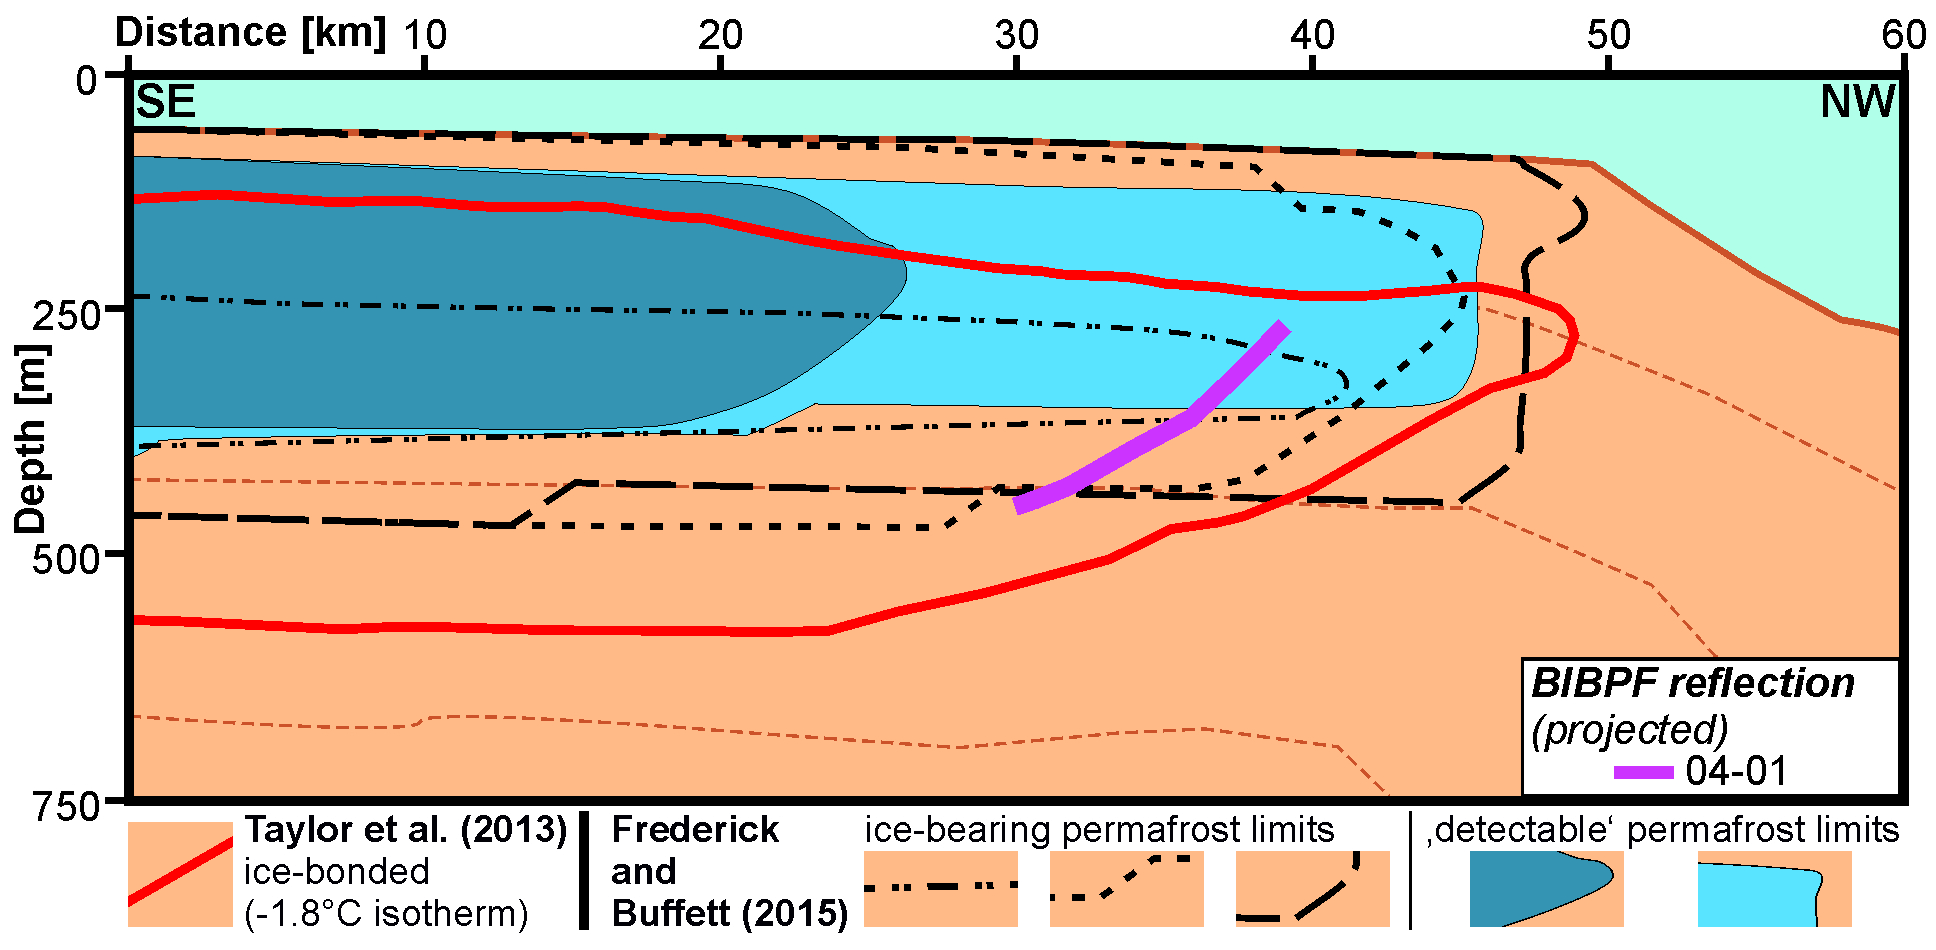 Distance [km] 10 20 30 40 50 60
0
SE NW
250
Depth [m]
500
BIBPF reflection
(projected)
04-01
750
Taylor et al. (2013)
ice-bonded
(-1.8°C isotherm)
Frederick
and
Buffett (2015)
ice-bearing permafrost limits
‚detectable‘ permafrost limits